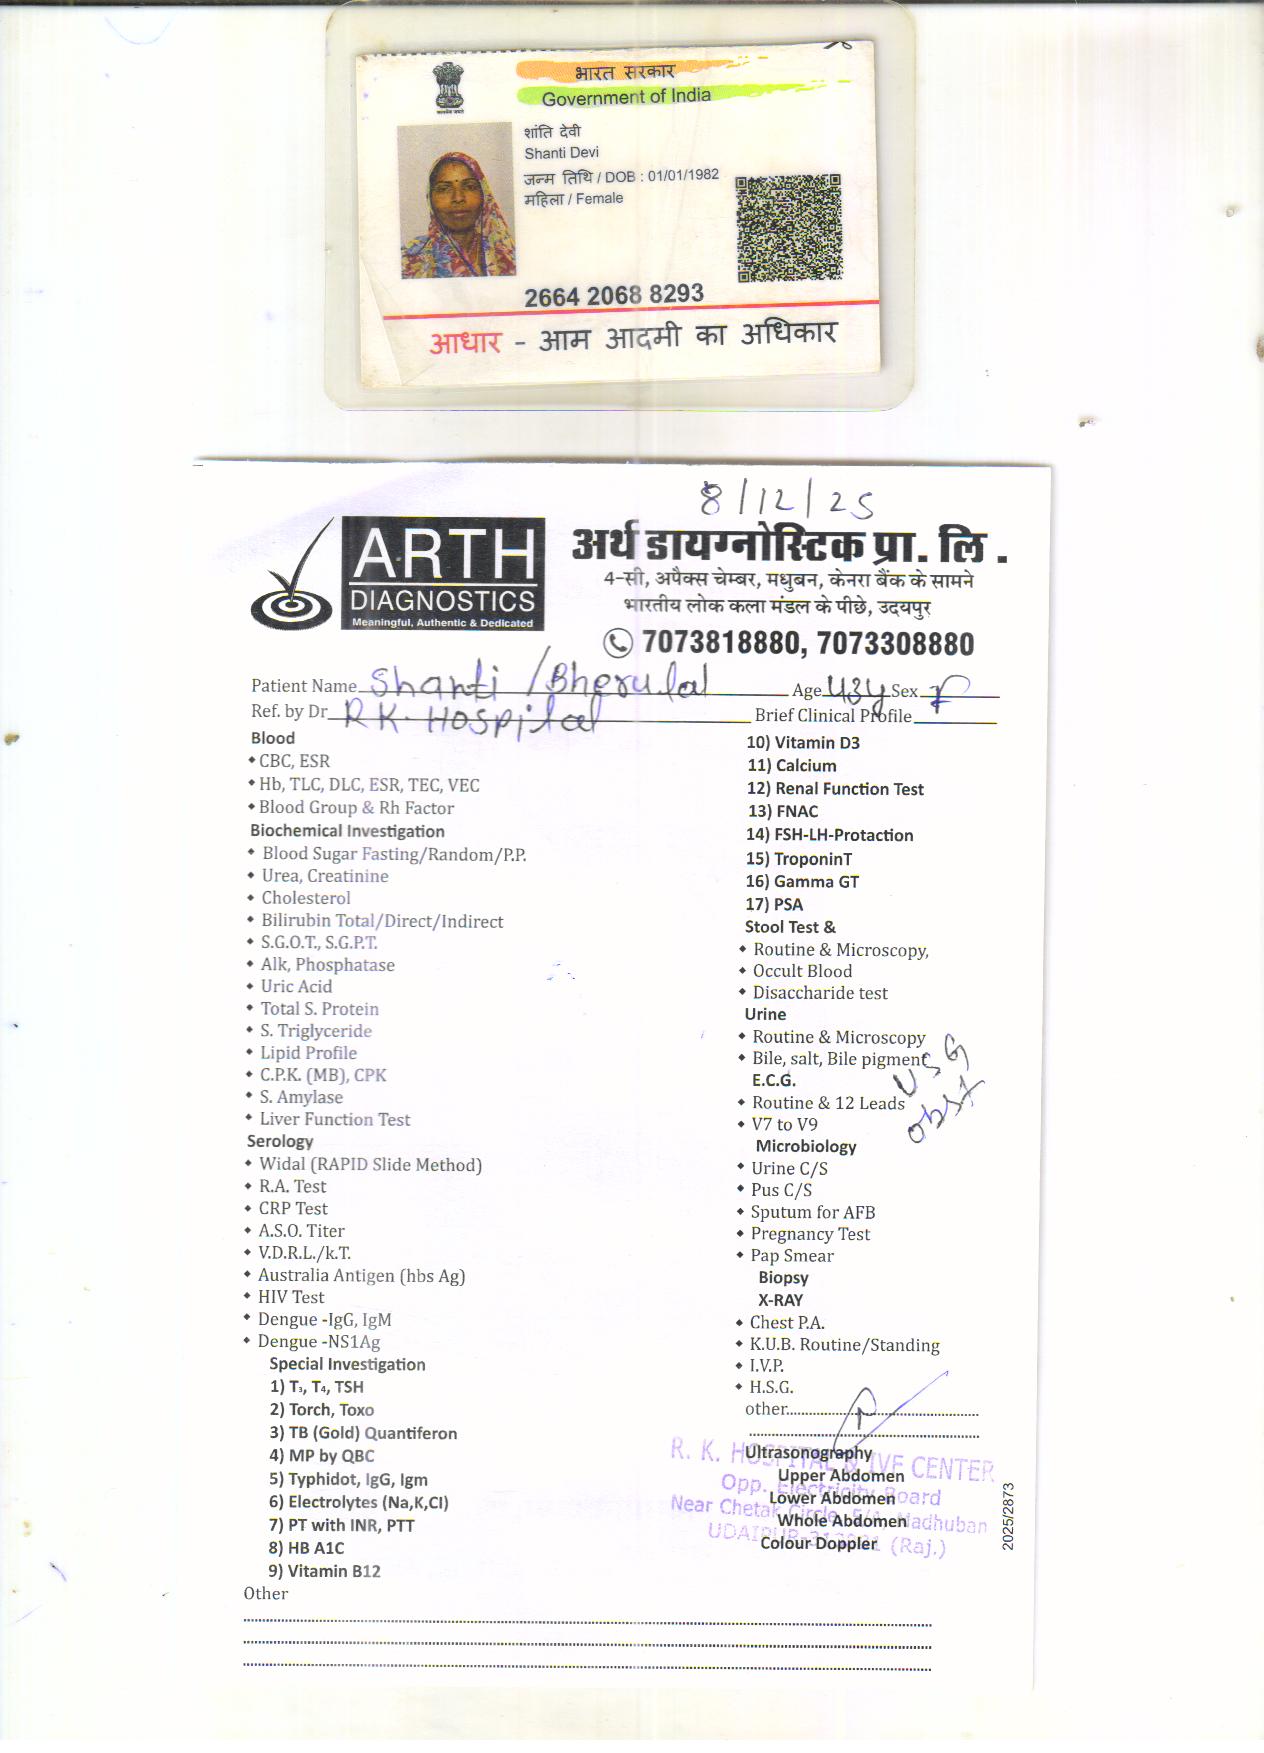 भारत सरकार
Government of India
शांति देवी
Shanti Devi
जन्म तिथि / DOB : 01/01/1982
महिला / Female
2664 2068 8293
आधार - आम आदमी का अधिकार
8/12/25
ARTH
DIAGNOSTICS
Meaningful, Authentic & Dedicated
अर्थ डायग्नोस्टिक प्रा. लि .
4-सी, अपैक्स चेम्बर, मधुबन, केनरा बैंक के सामने
भारतीय लोक कला मंडल के पीछे, उदयपुर
7073818880, 7073308880
Patient Name Shanti / Bherulal Age 43y Sex F
Ref. by Dr R K. HOSpital Brief Clinical Profile
Blood
CBC, ESR
Hb, TLC, DLC, ESR, TEC, VEC
Blood Group & Rh Factor
Biochemical Investigation
Blood Sugar Fasting/Random/P.P.
Urea, Creatinine
Cholesterol
Bilirubin Total/Direct/Indirect
S.G.O.T., S.G.P.T.
Alk, Phosphatase
Uric Acid
Total S. Protein
S. Triglyceride
Lipid Profile
C.P.K. (MB), CPK
S. Amylase
Liver Function Test
Serology
Widal (RAPID Slide Method)
R.A. Test
CRP Test
A.S.O. Titer
V.D.R.L./k.T.
Australia Antigen (hbs Ag)
HIV Test
Dengue -IgG, IgM
Dengue -NS1Ag
Special Investigation
1) T₃, T₄, TSH
2) Torch, Toxo
3) TB (Gold) Quantiferon
4) MP by QBC
5) Typhidot, IgG, Igm
6) Electrolytes (Na,K,Cl)
7) PT with INR, PTT
8) HB A1C
9) Vitamin B12
Other
10) Vitamin D3
11) Calcium
12) Renal Function Test
13) FNAC
14) FSH-LH-Protaction
15) TroponinT
16) Gamma GT
17) PSA
Stool Test &
Routine & Microscopy,
Occult Blood
Disaccharide test
Urine
Routine & Microscopy
Bile, salt, Bile pigment
E.C.G.
Routine & 12 Leads
V7 to V9
USG
obst
Microbiology
Urine C/S
Pus C/S
Sputum for AFB
Pregnancy Test
Pap Smear
Biopsy
X-RAY
Chest P.A.
K.U.B. Routine/Standing
I.V.P.
H.S.G.
other
Ultrasonography
Upper Abdomen
Lower Abdomen
Whole Abdomen
Colour Doppler
R. K. HOSPITAL & IVF CENTER
Opp. Electricity Board
Near Chetak Circle, Madhuban
UDAIPUR (Raj.)
2025/2873